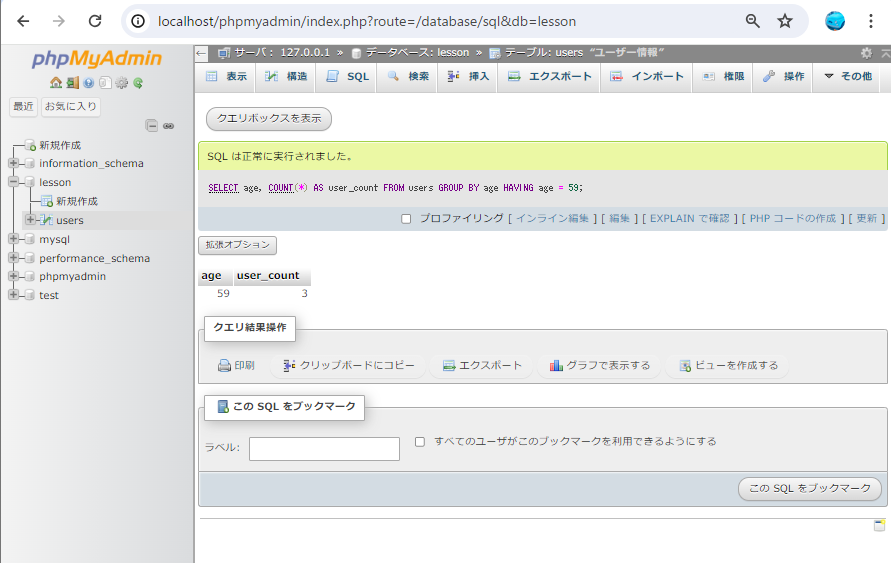 localhost/phpmyadmin/index.php?route=/database/sql&db=lesson
phpMyAdmin
最近 お気に入り
新規作成
information_schema
lesson
新規作成
users
mysql
performance_schema
phpmyadmin
test
サーバ: 127.0.0.1 » データベース: lesson » テーブル: users “ユーザー情報”
表示 構造 SQL 検索 挿入 エクスポート インポート 権限 操作 その他
クエリボックスを表示
SQL は正常に実行されました。
SELECT age, COUNT(*) AS user_count FROM users GROUP BY age HAVING age = 59;
プロファイリング [ インライン編集 ] [ 編集 ] [ EXPLAIN で確認 ] [ PHP コードの作成 ] [ 更新 ]
拡張オプション
age user_count
59 3
クエリ結果操作
印刷 クリップボードにコピー エクスポート グラフで表示する ビューを作成する
この SQL をブックマーク
ラベル: すべてのユーザがこのブックマークを利用できるようにする
この SQL をブックマーク